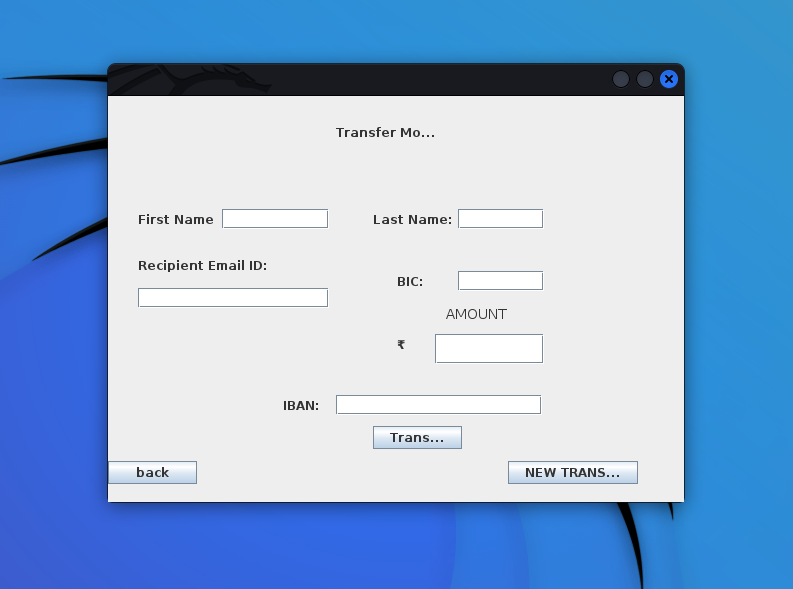 Transfer Mo...
First Name
Last Name:
Recipient Email ID:
BIC:
AMOUNT
₹
IBAN:
Trans...
back
NEW TRANS...